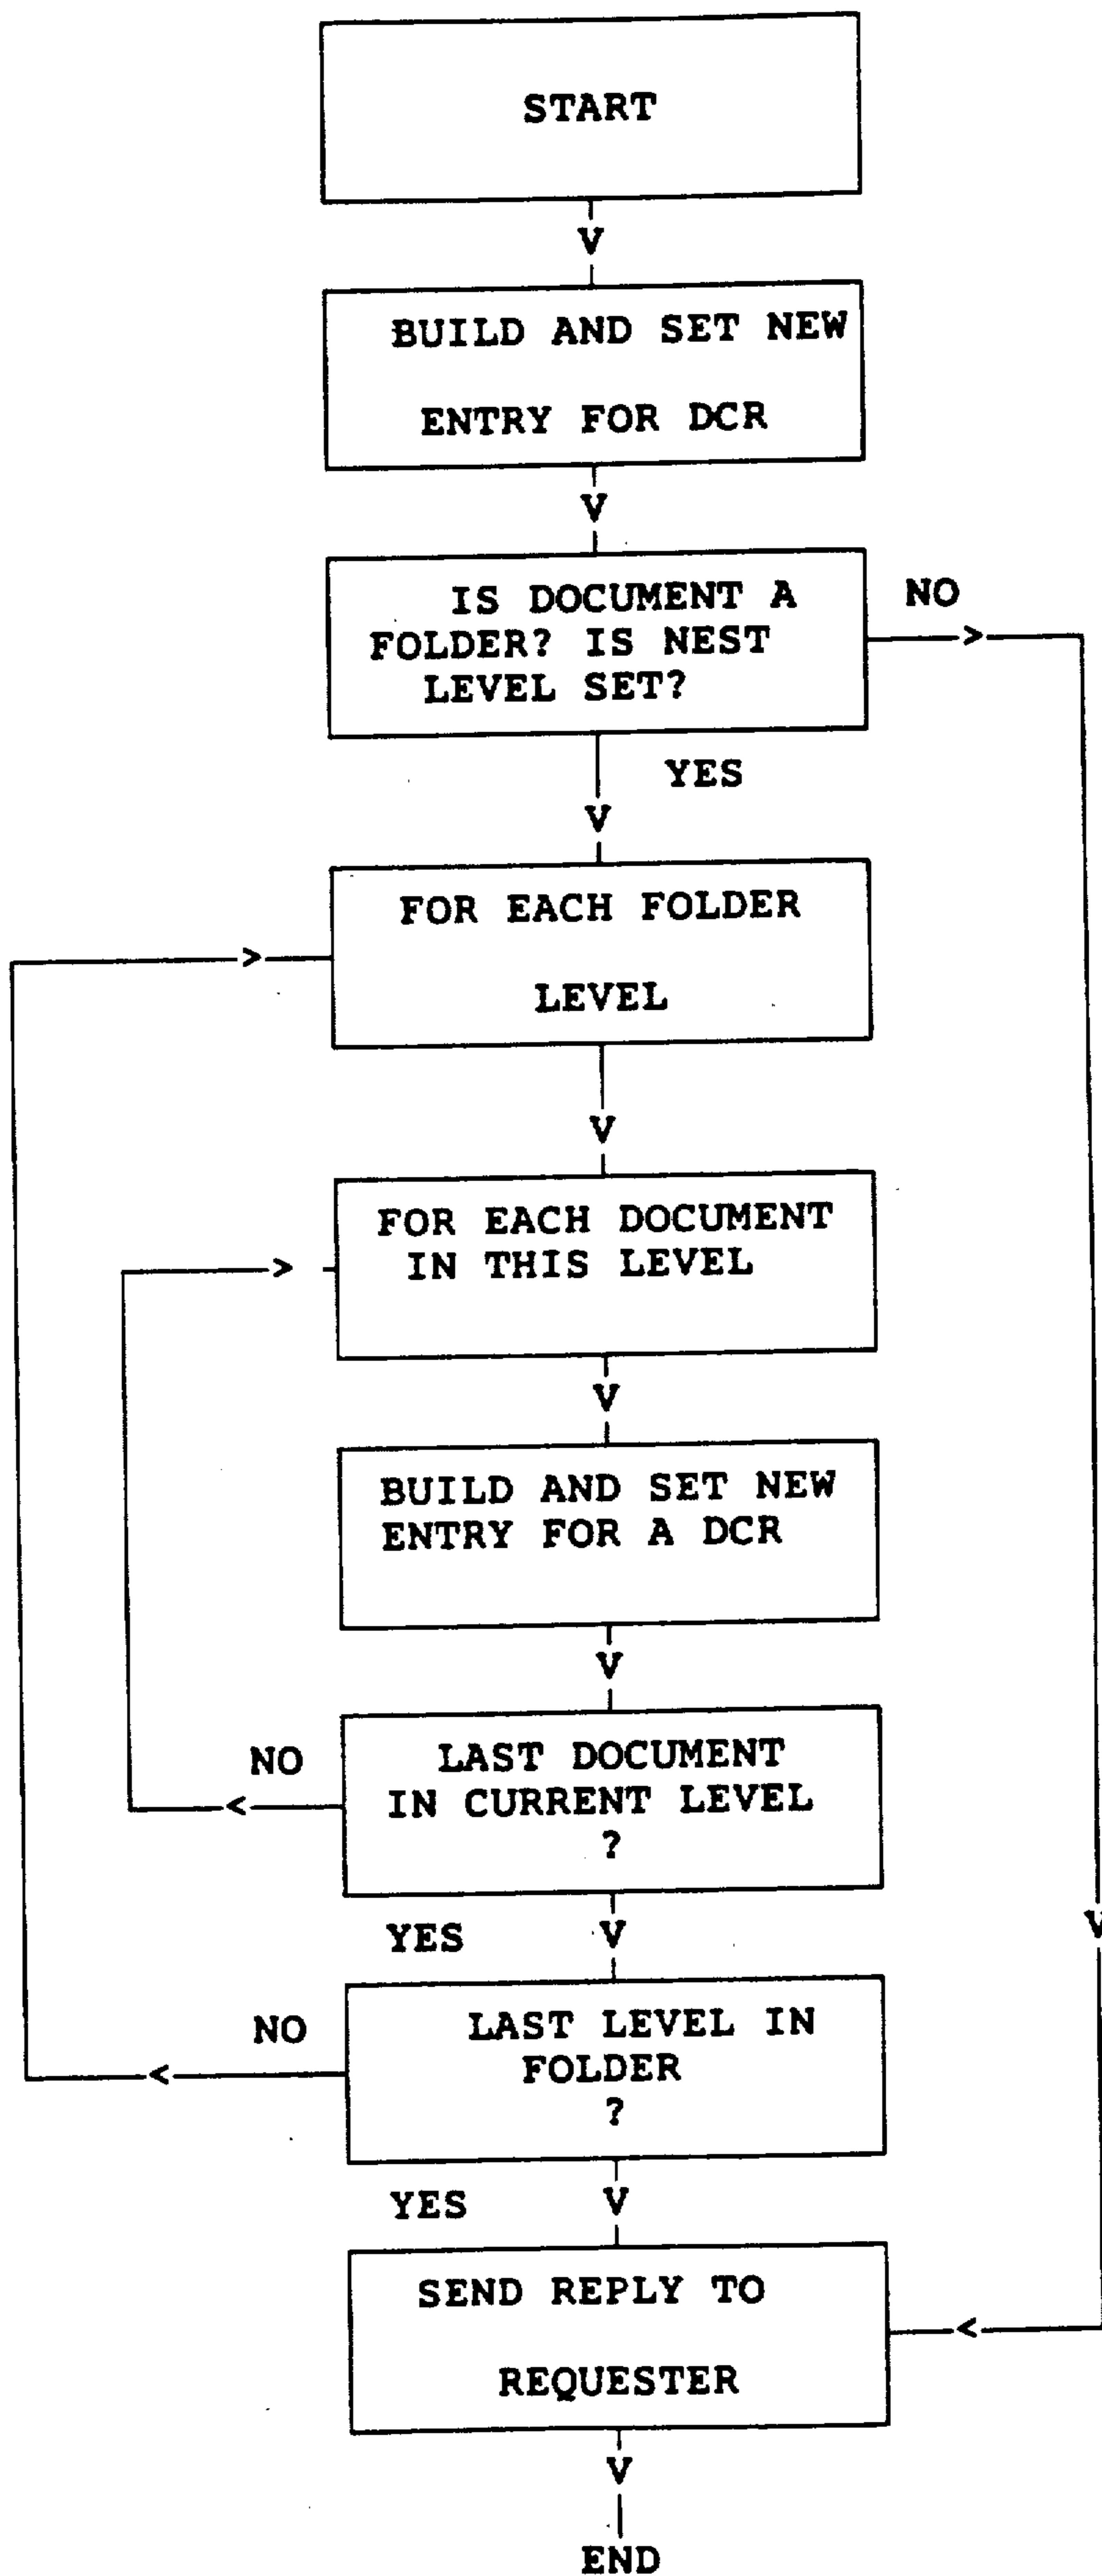 START
V
BUILD AND SET NEW
ENTRY FOR DCR
V
IS DOCUMENT A
FOLDER? IS NEST
LEVEL SET?
NO
>
YES
V
FOR EACH FOLDER
LEVEL
>
V
FOR EACH DOCUMENT
IN THIS LEVEL
>
V
BUILD AND SET NEW
ENTRY FOR A DCR
V
LAST DOCUMENT
IN CURRENT LEVEL
?
NO
<
YES
V
V
LAST LEVEL IN
FOLDER
?
NO
<
YES
V
SEND REPLY TO
REQUESTER
<
V
END